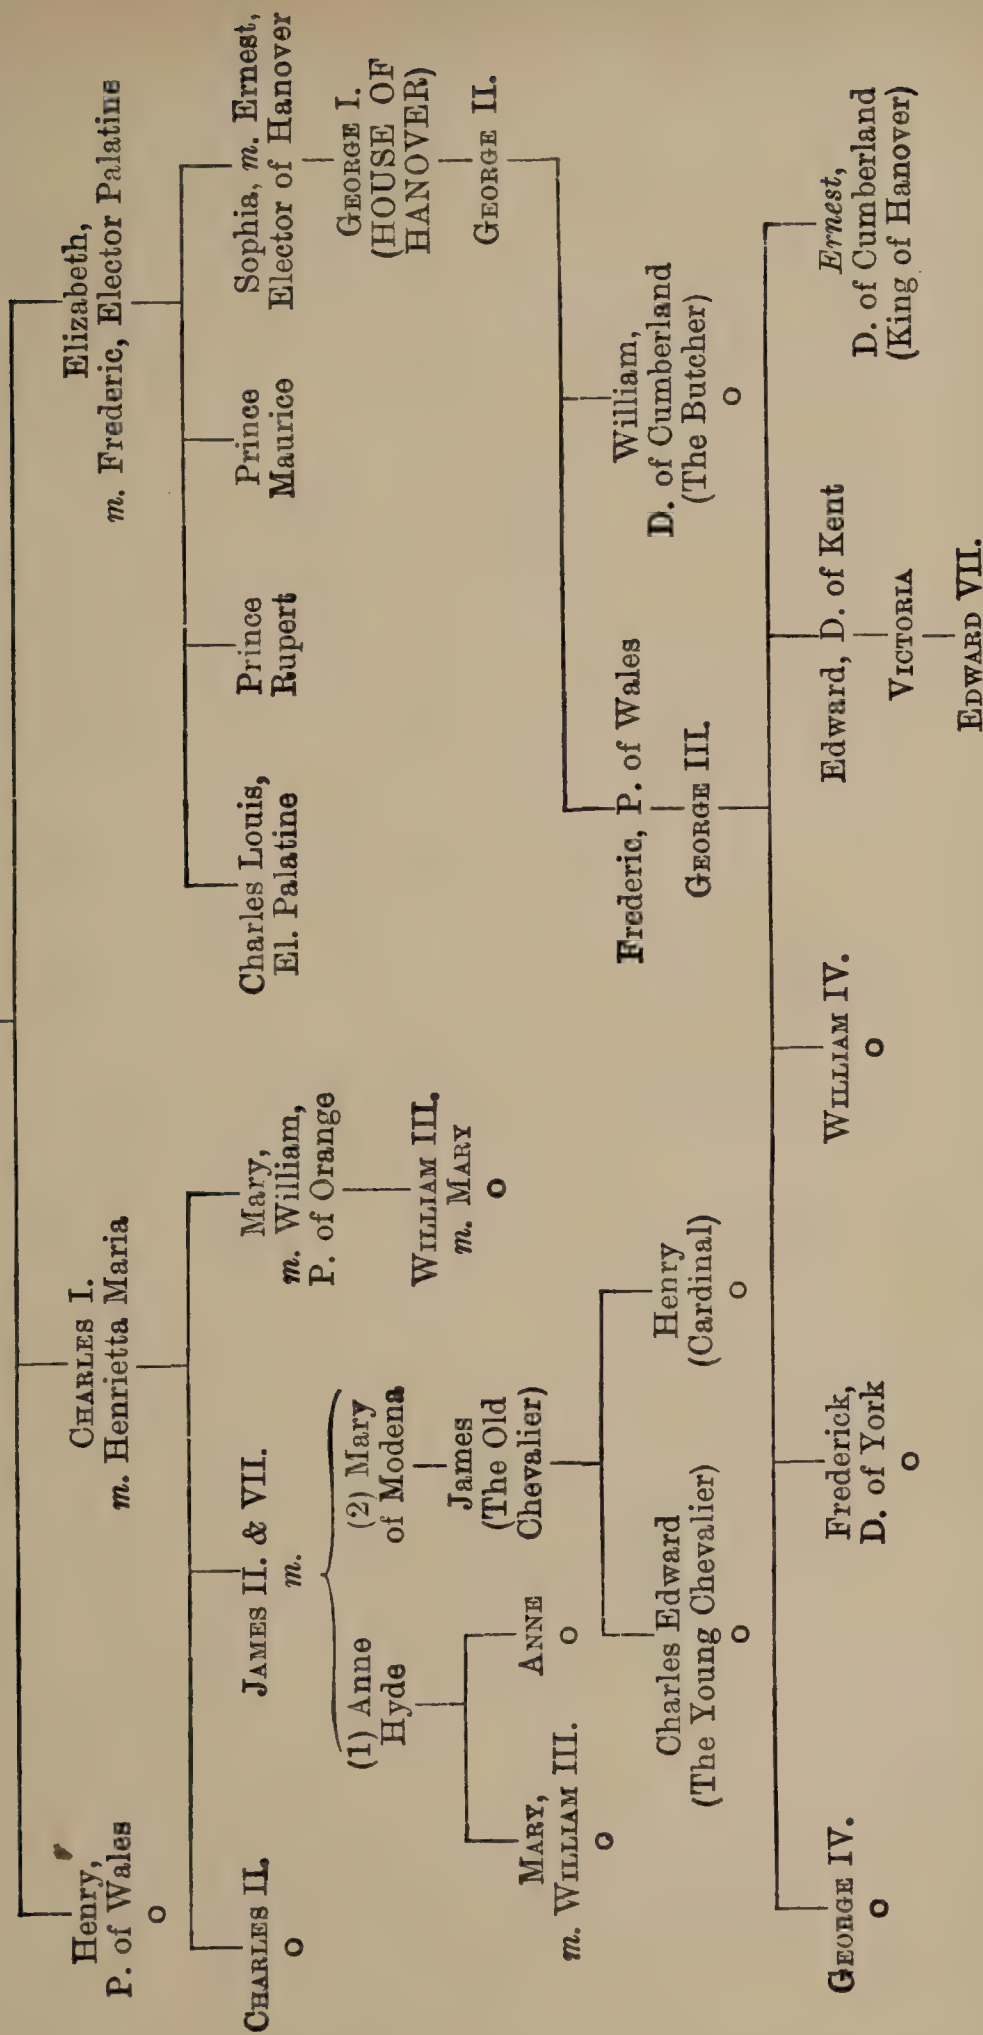 Henry,
P. of Wales
O
CHARLES I.
m. Henrietta Maria
Elizabeth,
m. Frederic, Elector Palatine
CHARLES II.
O
JAMES II. & VII.
m.
Mary,
m. William,
P. of Orange
Charles Louis,
El. Palatine
Prince
Rupert
Prince
Maurice
Sophia, m. Ernest,
Elector of Hanover
(1) Anne
Hyde
(2) Mary
of Modena
WILLIAM III.
m. MARY
O
GEORGE I.
(HOUSE OF
HANOVER)
MARY,
m. WILLIAM III.
O
ANNE
O
James
(The Old
Chevalier)
GEORGE II.
Charles Edward
(The Young Chevalier)
O
Henry
(Cardinal)
O
Frederic, P. of Wales
GEORGE III.
William,
D. of Cumberland
(The Butcher)
O
GEORGE IV.
O
Frederick,
D. of York
O
WILLIAM IV.
O
Edward, D. of Kent
VICTORIA
EDWARD VII.
Ernest,
D. of Cumberland
(King of Hanover)